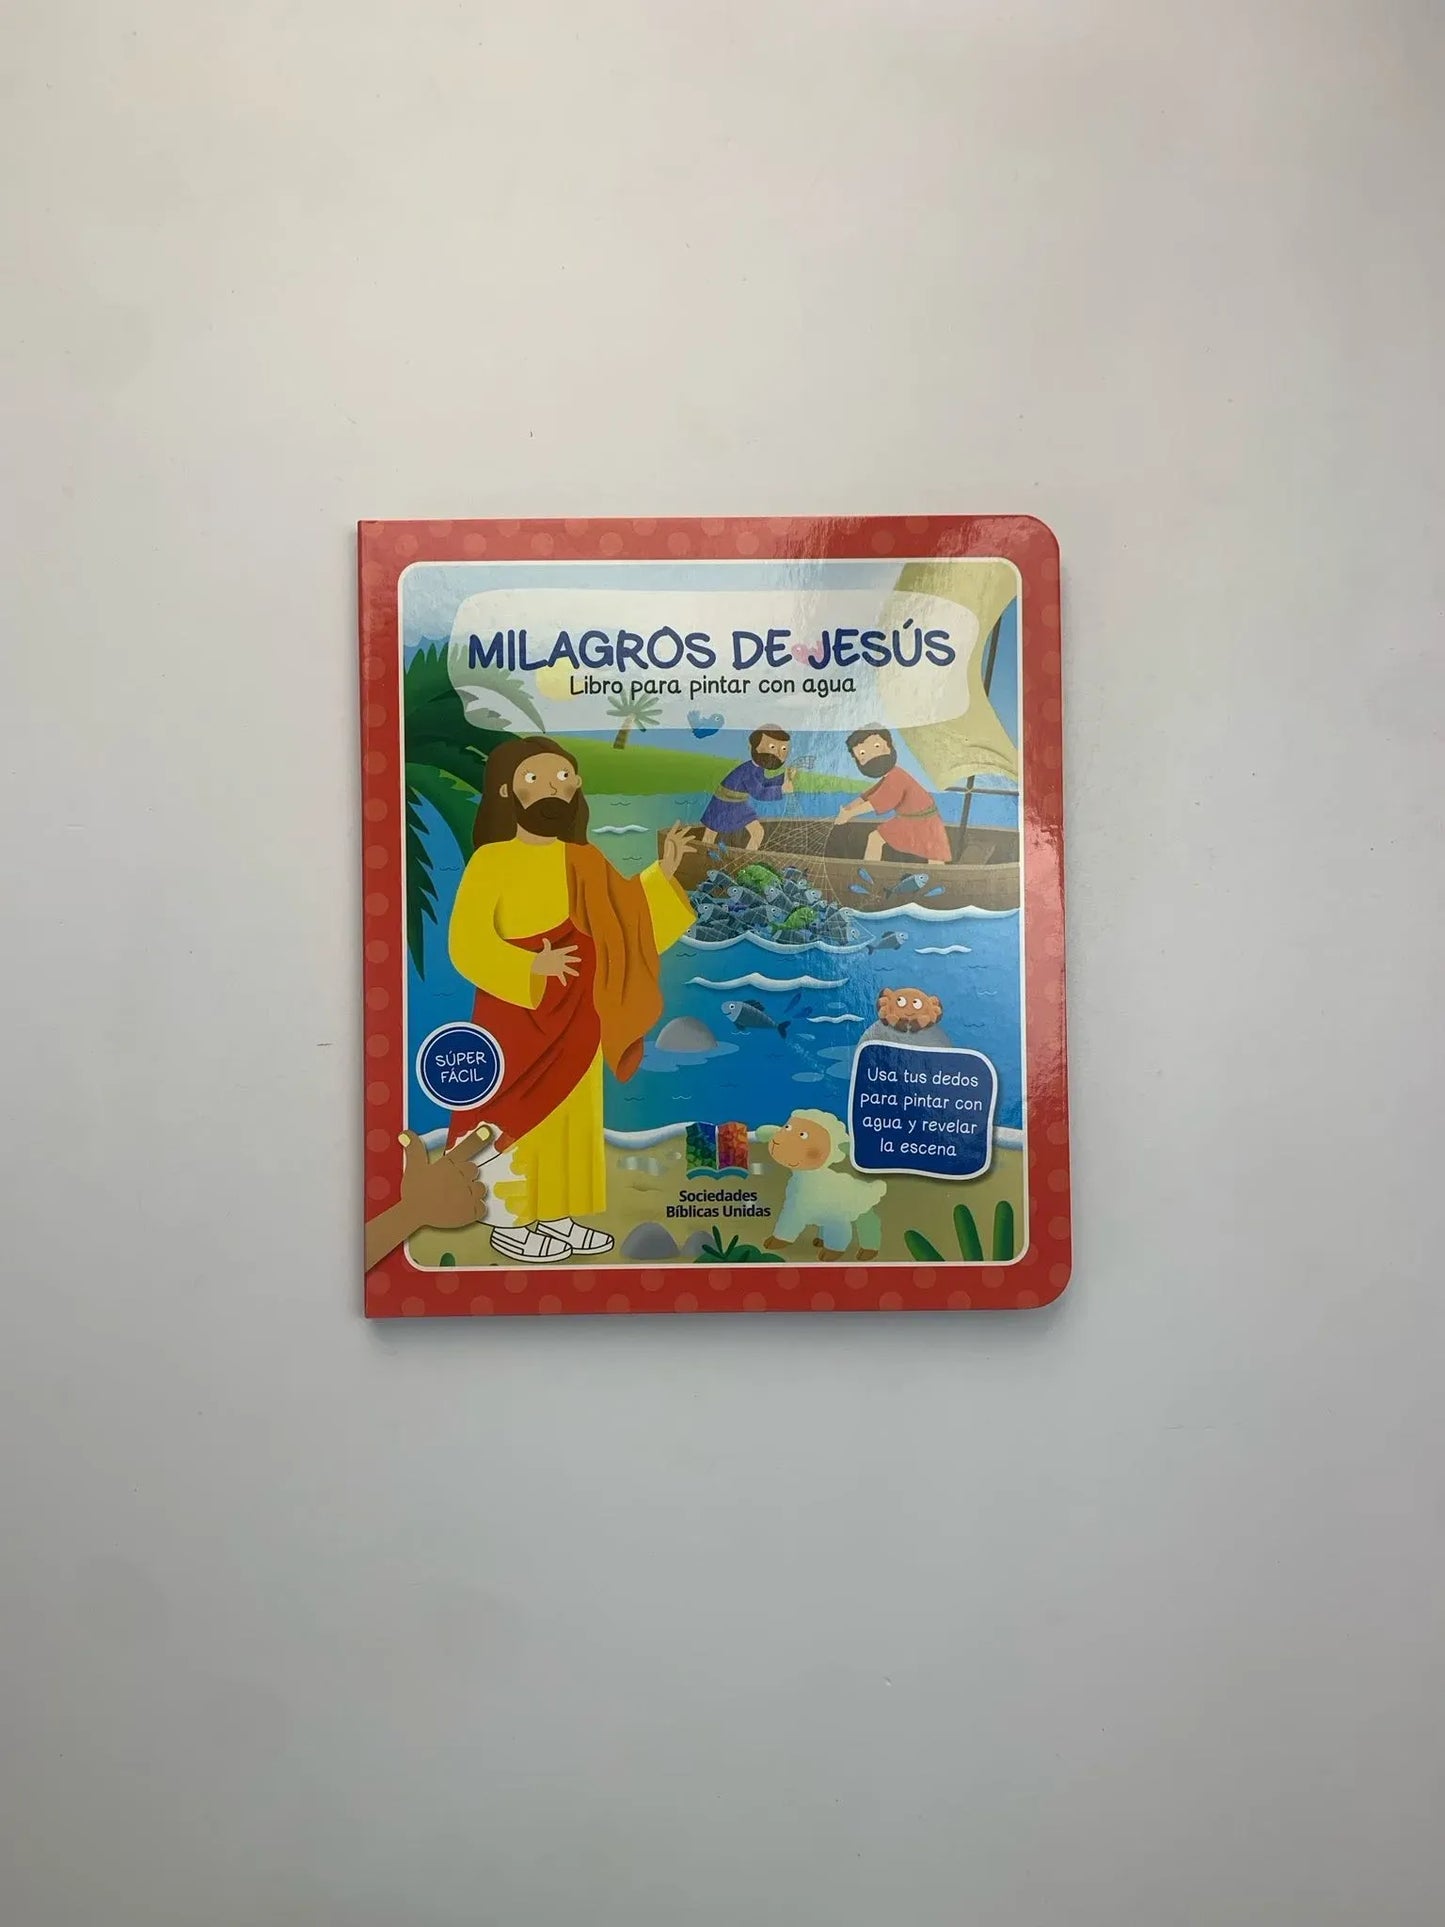 MILAGROS DE JESÚS
Libro para pintar con agua
SÚPER
FÁCIL
Usa tus dedos
para pintar con
agua y revelar
la escena
Sociedades
Bíblicas Unidas